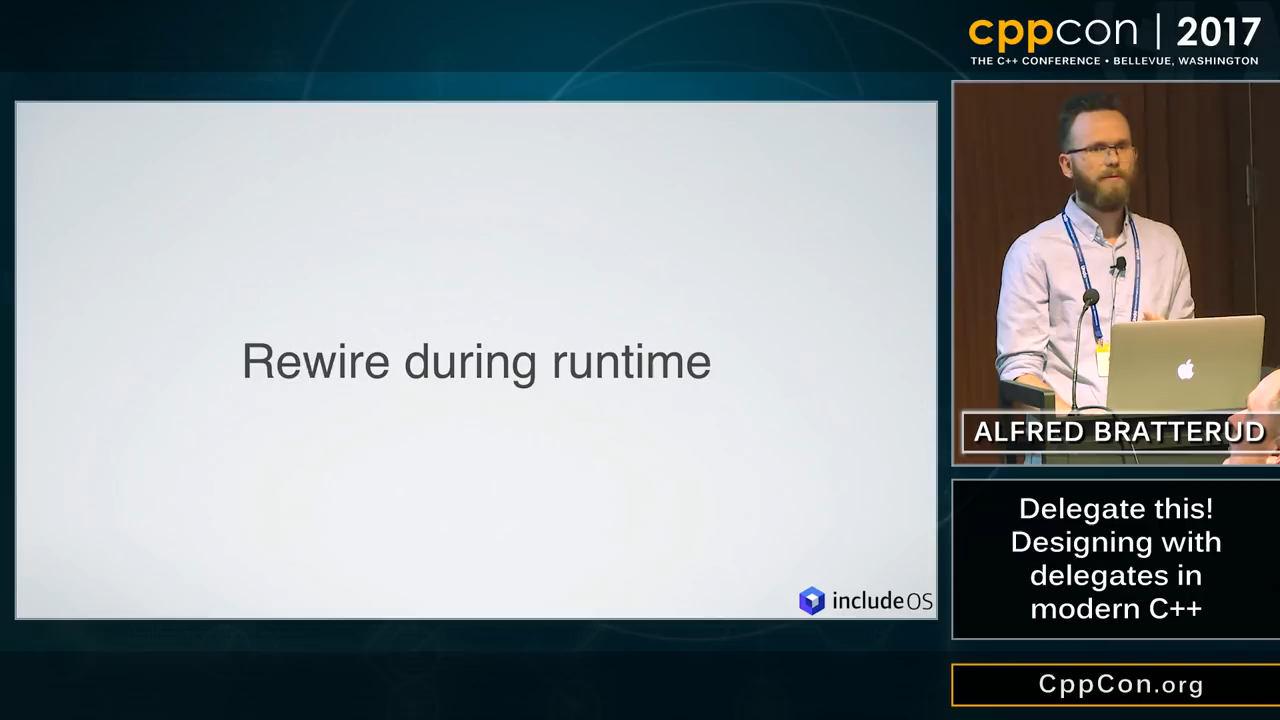 cppcon | 2017
THE C++ CONFERENCE • BELLEVUE, WASHINGTON
Rewire during runtime
includeOS
ALFRED BRATTERUD
Delegate this!
Designing with
delegates in
modern C++
CppCon.org